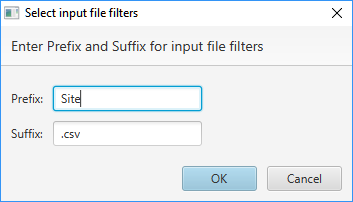 Select input file filters
Enter Prefix and Suffix for input file filters
Prefix: Site
Suffix: .csv
OK Cancel